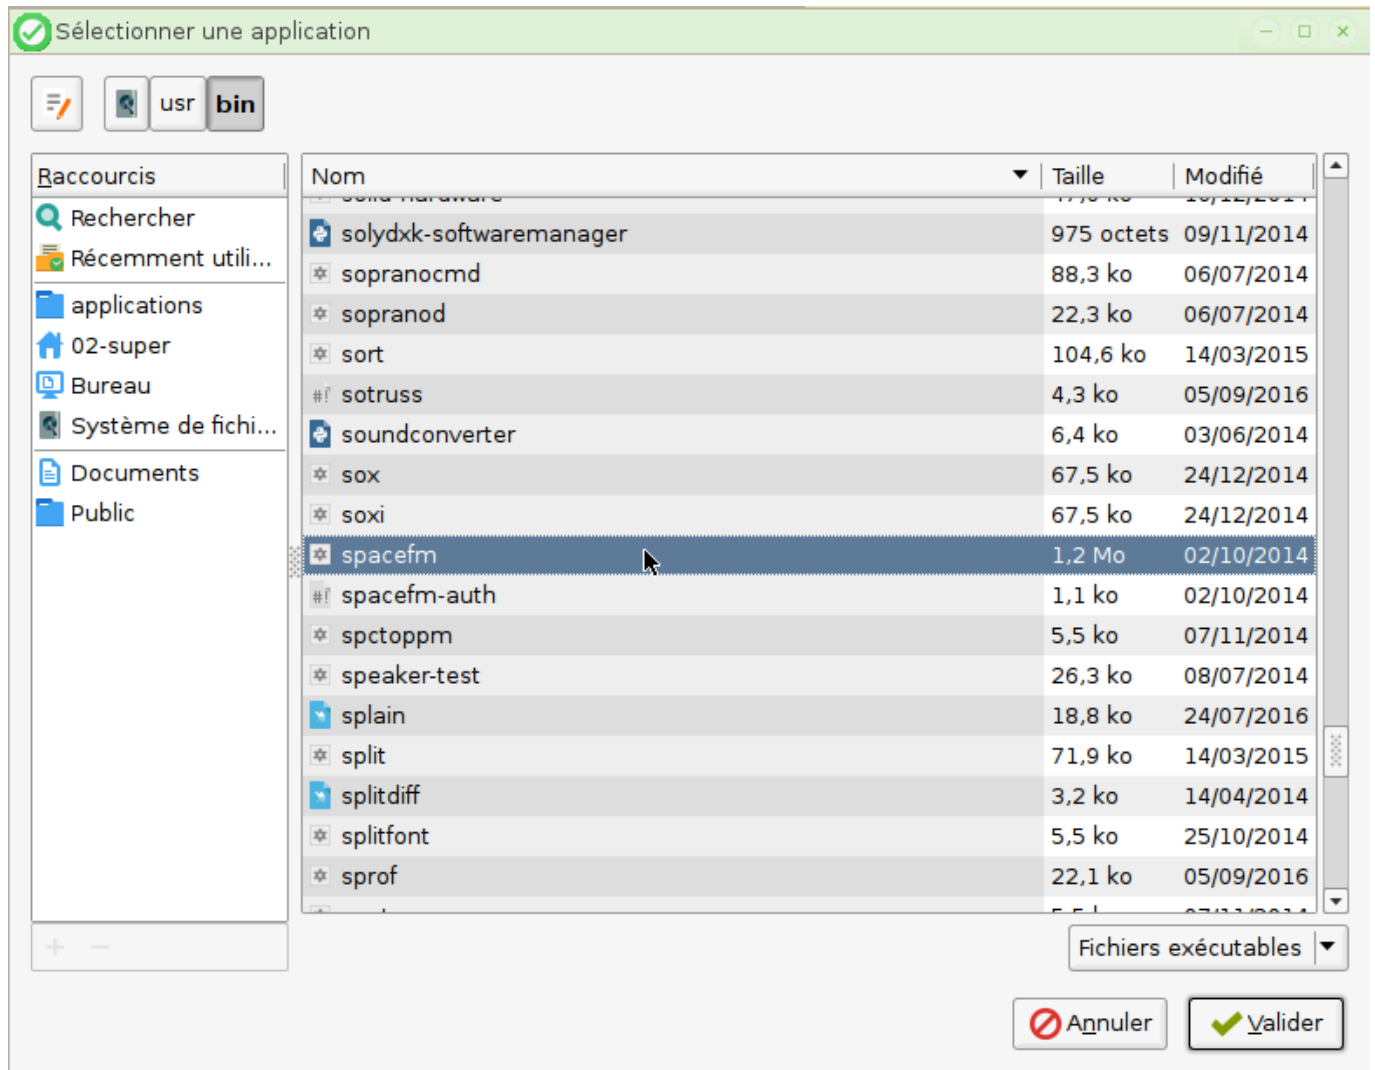 Sélectionner une application
usr bin
Raccourcis
Rechercher
Récemment utili...
applications
02-super
Bureau
Système de fichi...
Documents
Public
Nom Taille Modifié
solydxk-softwaremanager 975 octets 09/11/2014
sopranocmd 88,3 ko 06/07/2014
sopranod 22,3 ko 06/07/2014
sort 104,6 ko 14/03/2015
sotruss 4,3 ko 05/09/2016
soundconverter 6,4 ko 03/06/2014
sox 67,5 ko 24/12/2014
soxi 67,5 ko 24/12/2014
spacefm 1,2 Mo 02/10/2014
spacefm-auth 1,1 ko 02/10/2014
spctoppm 5,5 ko 07/11/2014
speaker-test 26,3 ko 08/07/2014
splain 18,8 ko 24/07/2016
split 71,9 ko 14/03/2015
splitdiff 3,2 ko 14/04/2014
splitfont 5,5 ko 25/10/2014
sprof 22,1 ko 05/09/2016
Fichiers exécutables
Annuler Valider